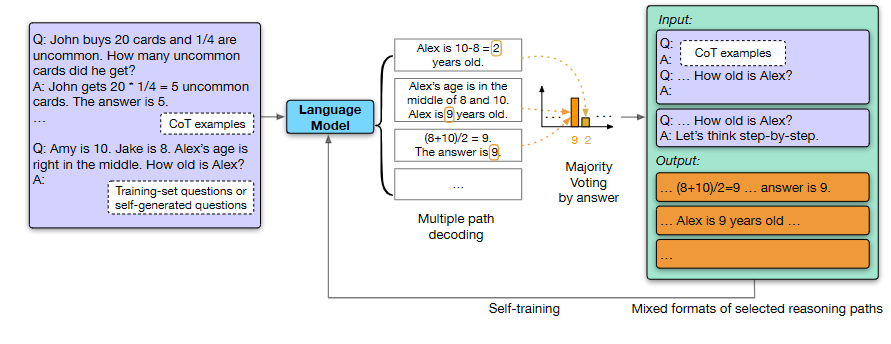 Q: John buys 20 cards and 1/4 are
uncommon. How many uncommon
cards did he get?
A: John gets 20 * 1/4 = 5 uncommon
cards. The answer is 5.
...
CoT examples
Q: Amy is 10. Jake is 8. Alex's age is
right in the middle. How old is Alex?
A:
Training-set questions or
self-generated questions
Language
Model
Alex is 10-8 = 2
years old.
Alex's age is in the
middle of 8 and 10.
Alex is 9 years old.
(8+10)/2 = 9.
The answer is 9.
...
Multiple path
decoding
... ...
9 2
Majority
Voting
by answer
Input:
Q:
A:
CoT examples
Q: ... How old is Alex?
A:
Q: ... How old is Alex?
A: Let's think step-by-step.
Output:
... (8+10)/2=9 ... answer is 9.
... Alex is 9 years old ...
...
Self-training
Mixed formats of selected reasoning paths